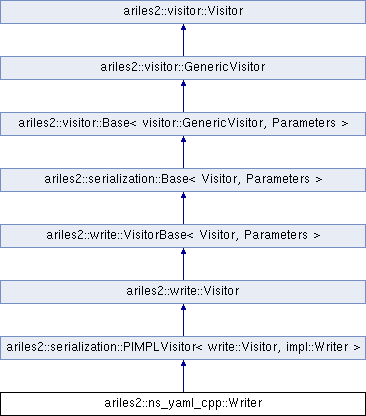 ariles2::visitor::Visitor
ariles2::visitor::GenericVisitor
ariles2::visitor::Base< visitor::GenericVisitor, Parameters >
ariles2::serialization::Base< Visitor, Parameters >
ariles2::write::VisitorBase< Visitor, Parameters >
ariles2::write::Visitor
ariles2::serialization::PIMPLVisitor< write::Visitor, impl::Writer >
ariles2::ns_yaml_cpp::Writer